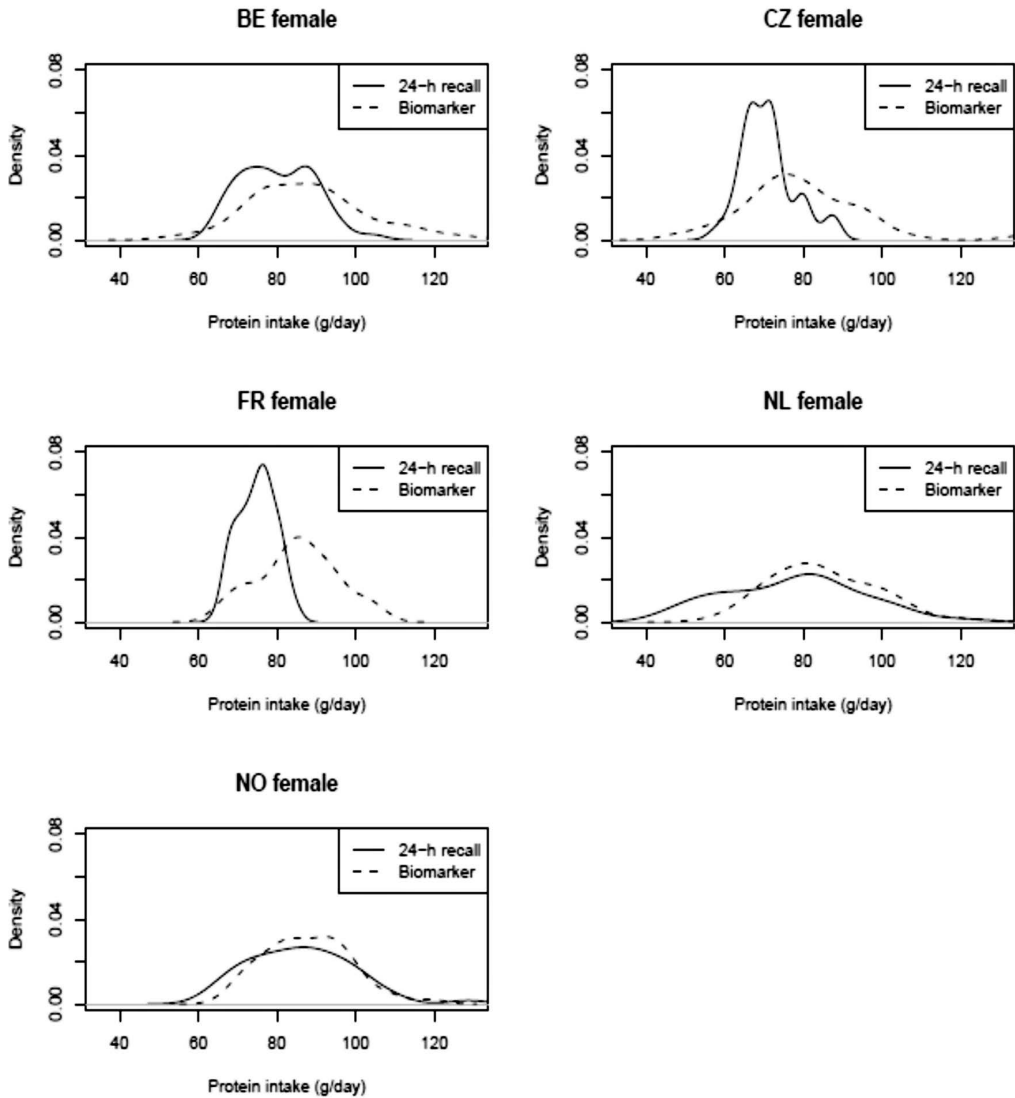 BE female
24-h recall
Biomarker
Density
0.00 0.04 0.08
40 60 80 100 120
Protein intake (g/day)
CZ female
24-h recall
Biomarker
Density
0.00 0.04 0.08
40 60 80 100 120
Protein intake (g/day)
FR female
24-h recall
Biomarker
Density
0.00 0.04 0.08
40 60 80 100 120
Protein intake (g/day)
NL female
24-h recall
Biomarker
Density
0.00 0.04 0.08
40 60 80 100 120
Protein intake (g/day)
NO female
24-h recall
Biomarker
Density
0.00 0.04 0.08
40 60 80 100 120
Protein intake (g/day)